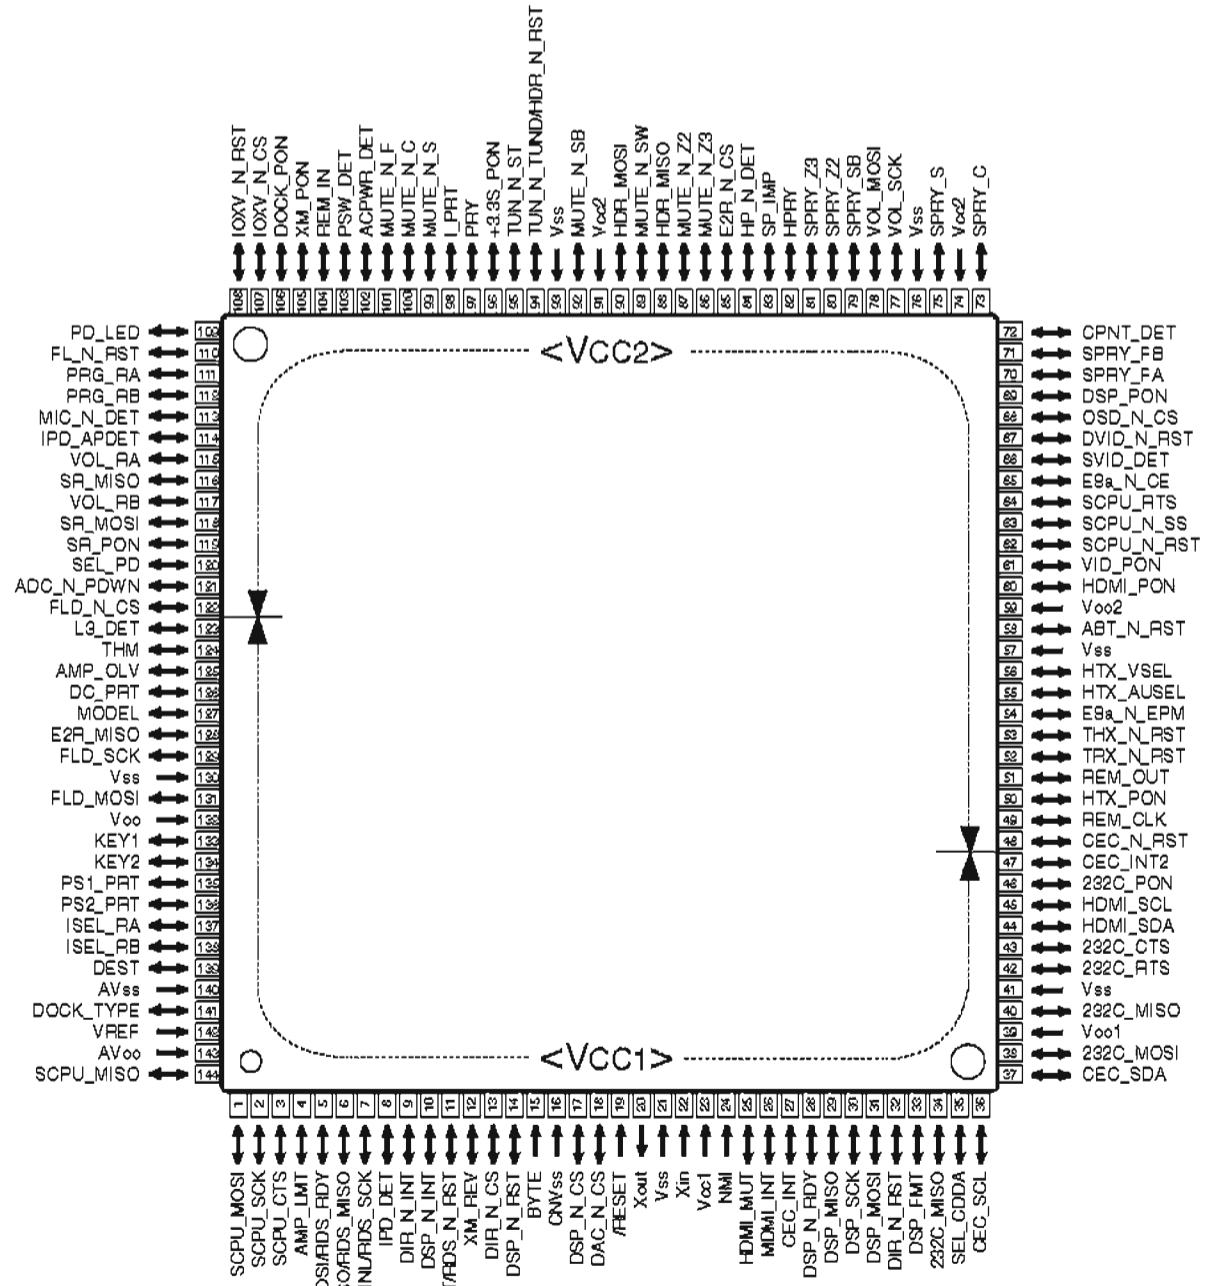 IOXV_N_RST
IOXV_N_CS
DOCK_PON
XM_PON
REM_IN
PSW_DET
ACPWR_DET
MUTE_N_F
MUTE_N_C
MUTE_N_S
I_PRT
PRY
+3.3S_PON
TUN_N_ST
TUN_N_TUND/HDR_N_RST
Vss
MUTE_N_SB
Vcc2
HDR_MOSI
MUTE_N_SW
HDR_MISO
MUTE_N_Z2
MUTE_N_Z3
E2R_N_CS
HP_N_DET
SP_IMP
HPRY
SPRY_Z3
SPRY_Z2
SPRY_SB
VOL_MOSI
VOL_SCK
Vss
SPRY_S
Vcc2
SPRY_C
108 107 106 105 104 103 102 101 100 99 98 97 96 95 94 93 92 91 90 89 88 87 86 85 84 83 82 81 80 79 78 77 76 75 74 73
<VCC2>
PD_LED 109
FL_N_RST 110
PRG_RA 111
PRG_RB 112
MIC_N_DET 113
IPD_APDET 114
VOL_RA 115
SR_MISO 116
VOL_RB 117
SR_MOSI 118
SR_PON 119
SEL_PD 120
ADC_N_PDWN 121
FLD_N_CS 122
L3_DET 123
THM 124
AMP_OLV 125
DC_PRT 126
MODEL 127
E2R_MISO 128
FLD_SCK 129
Vss 130
FLD_MOSI 131
Vcc 132
KEY1 133
KEY2 134
PS1_PRT 135
PS2_PRT 136
ISEL_RA 137
ISEL_RB 138
DEST 139
AVss 140
DOCK_TYPE 141
VREF 142
AVcc 143
SCPU_MISO 144
72 CPNT_DET
71 SPRY_FB
70 SPRY_FA
69 DSP_PON
68 OSD_N_CS
67 DVID_N_RST
66 SVID_DET
65 E8a_N_CE
64 SCPU_RTS
63 SCPU_N_SS
62 SCPU_N_RST
61 VID_PON
60 HDMI_PON
59 Vcc2
58 ABT_N_RST
57 Vss
56 HTX_VSEL
55 HTX_AUSEL
54 E8a_N_EPM
53 THX_N_RST
52 TRX_N_RST
51 REM_OUT
50 HTX_PON
49 REM_CLK
48 CEC_N_RST
47 CEC_INT2
46 232C_PON
45 HDMI_SCL
44 HDMI_SDA
43 232C_CTS
42 232C_RTS
41 Vss
40 232C_MISO
39 Vcc1
38 232C_MOSI
37 CEC_SDA
<VCC1>
1 2 3 4 5 6 7 8 9 10 11 12 13 14 15 16 17 18 19 20 21 22 23 24 25 26 27 28 29 30 31 32 33 34 35 36
SCPU_MOSI
SCPU_SCK
SCPU_CTS
AMP_LMT
OSI/RDS_RDY
SO/RDS_MISO
INL/RDS_SCK
IPD_DET
DIR_N_INT
DSP_N_INT
T/RDS_N_RST
XM_REV
DIR_N_CS
DSP_N_RST
BYTE
CNVss
DSP_N_CS
DAC_N_CS
/RESET
Xout
Vss
Xin
Vcc1
NMI
HDMI_MUT
MDMI_INT
CEC_INT
DSP_N_RDY
DSP_MISO
DSP_SCK
DSP_MOSI
DIR_N_RST
DSP_FMT
232C_MISO
SEL_CDDA
CEC_SCL